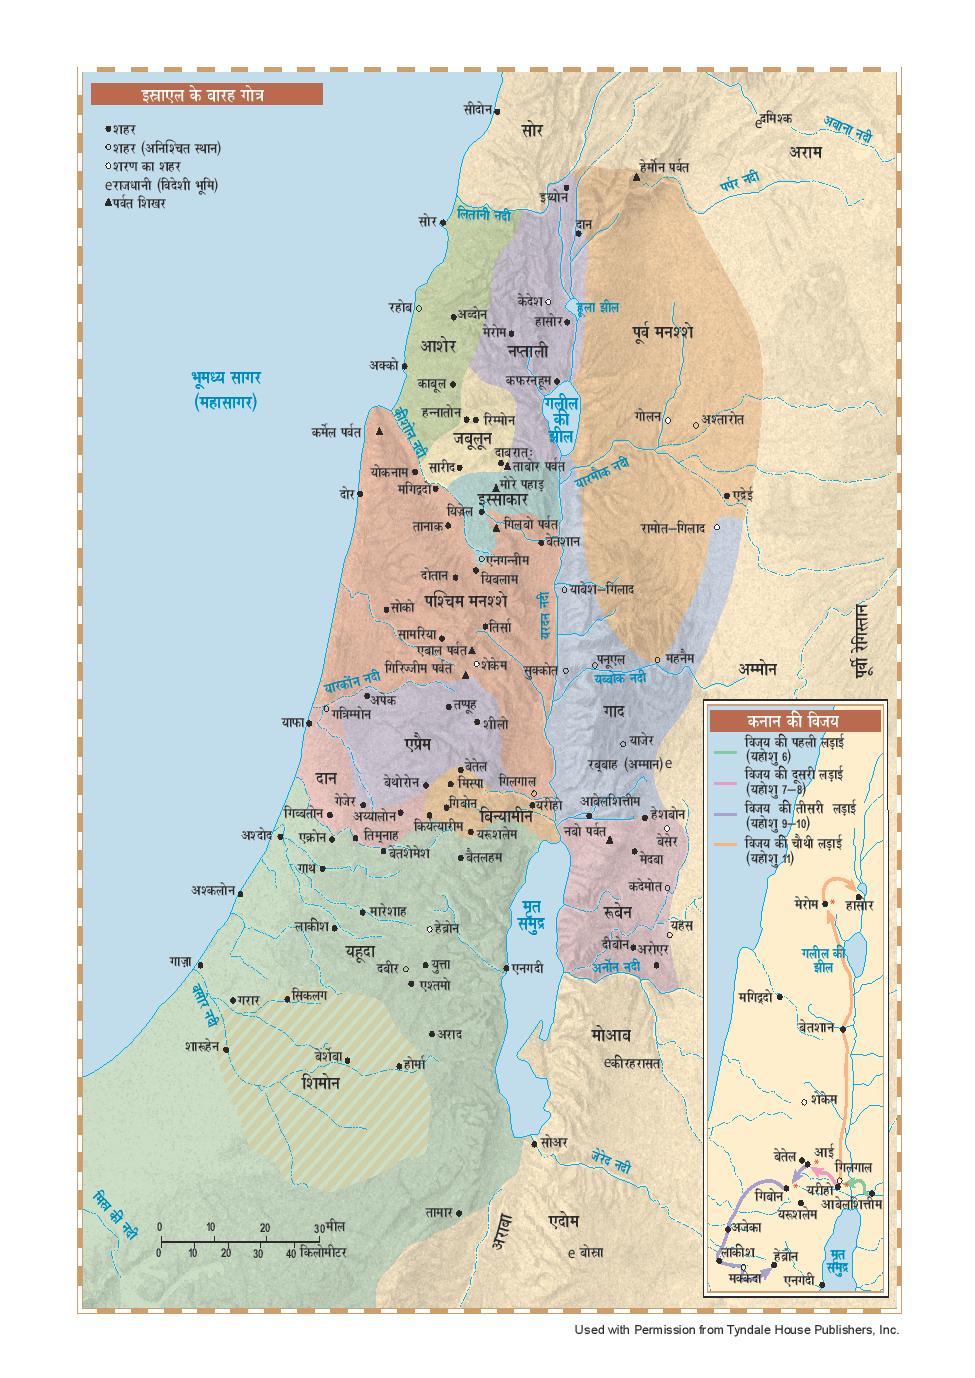 इस्राएल के बारह गोत्र
शहर
शहर (अनिश्चित स्थान)
शरण का शहर
राजधानी (विदेशी भूमि)
पर्वत शिखर
सीदोन
सोर
दमिश्क
अबाना नदी
अराम
हेर्मोन पर्वत
पर्पर नदी
इय्योन
लितानी नदी
सोर
दान
रहोब
अब्दोन
केदेश
हूला झील
हासोर
मेरोम
पूर्व मनश्शे
आशेर
नप्ताली
अक्को
भूमध्य सागर
(महासागर)
काबूल
कफरनहूम
गलील
की
झील
हन्नातोन
रिम्मोन
गोलन
अश्तारोत
कर्मेल पर्वत
कीशोन नदी
जबूलून
दाबरात
ताबोर पर्वत
यारमौक नदी
योकनाम
सारीद
मोरे पहाड़
मगिद्ददो
इस्साकार
दोर
एद्रेई
यिज्रेल
तानाक
गिलबो पर्वत
रामोत-गिलाद
बेतशान
एनगन्नीम
दोतान
यिबलाम
याबेश-गिलाद
सोको
पश्चिम मनश्शे
यरदन नदी
पूर्वी रेगिस्तान
तिर्सा
सामरिया
एबाल पर्वत
गिरिज्जीम पर्वत
शेकेम
सुक्कोत
पनूएल
महनैम
यब्बोक नदी
अम्मोन
यारकोंन नदी
अपेक
गत्रिम्मोन
तप्पूह
याफा
शीलो
गाद
एप्रैम
याजेर
रब्बाह (अम्मान)
दान
बेतेल
बेथोरोन
मिस्पा
गिलगाल
गेजेर
गिबोन
यरीहो
आबेलशित्तीम
गिब्बतोन
अय्यालोन
बिन्यामीन
हेशबोन
कियेत्यारीम
नबो पर्वत
अश्दोद
एक्रोन
तिम्नाह
यरूशलेम
बेसेर
बेतशेमेश
बैतलहम
मेदबा
गाथ
कदेमोत
अश्कलोन
मारेशाह
मृत
समुद्र
रूबेन
लाकीश
हेब्रोन
यहस
यहूदा
दीबोन
अरोएर
गाज़ा
दबीर
युत्ता
एनगदी
अर्नोन नदी
एश्तमो
बसोर नदी
गरार
सिकलग
मोआब
शारूहेन
अराद
बेर्शेबा
होर्मा
कीरहरासत
शिमोन
सोअर
जेरेद नदी
मिस्र की नदी
तामार
एदोम
अराबा
बोस्रा
0 10 20 30 मील
0 10 20 30 40 किलोमीटर
कनान की विजय
विजय की पहली लड़ाई
(यहोशु 6)
विजय की दूसरी लड़ाई
(यहोशु 7–8)
विजय की तीसरी लड़ाई
(यहोशु 9–10)
विजय की चौथी लड़ाई
(यहोशु 11)
मेरोम
हासोर
गलील की
झील
मगिद्ददो
बेतशान
शेकेम
बेतेल
आई
गिलगाल
गिबोन
यरीहो
आबेलशित्तीम
यरूशलेम
अजेका
लाकीश
मक्केदा
हेब्रोन
मृत
समुद्र
एनगदी
Used with Permission from Tyndale House Publishers, Inc.